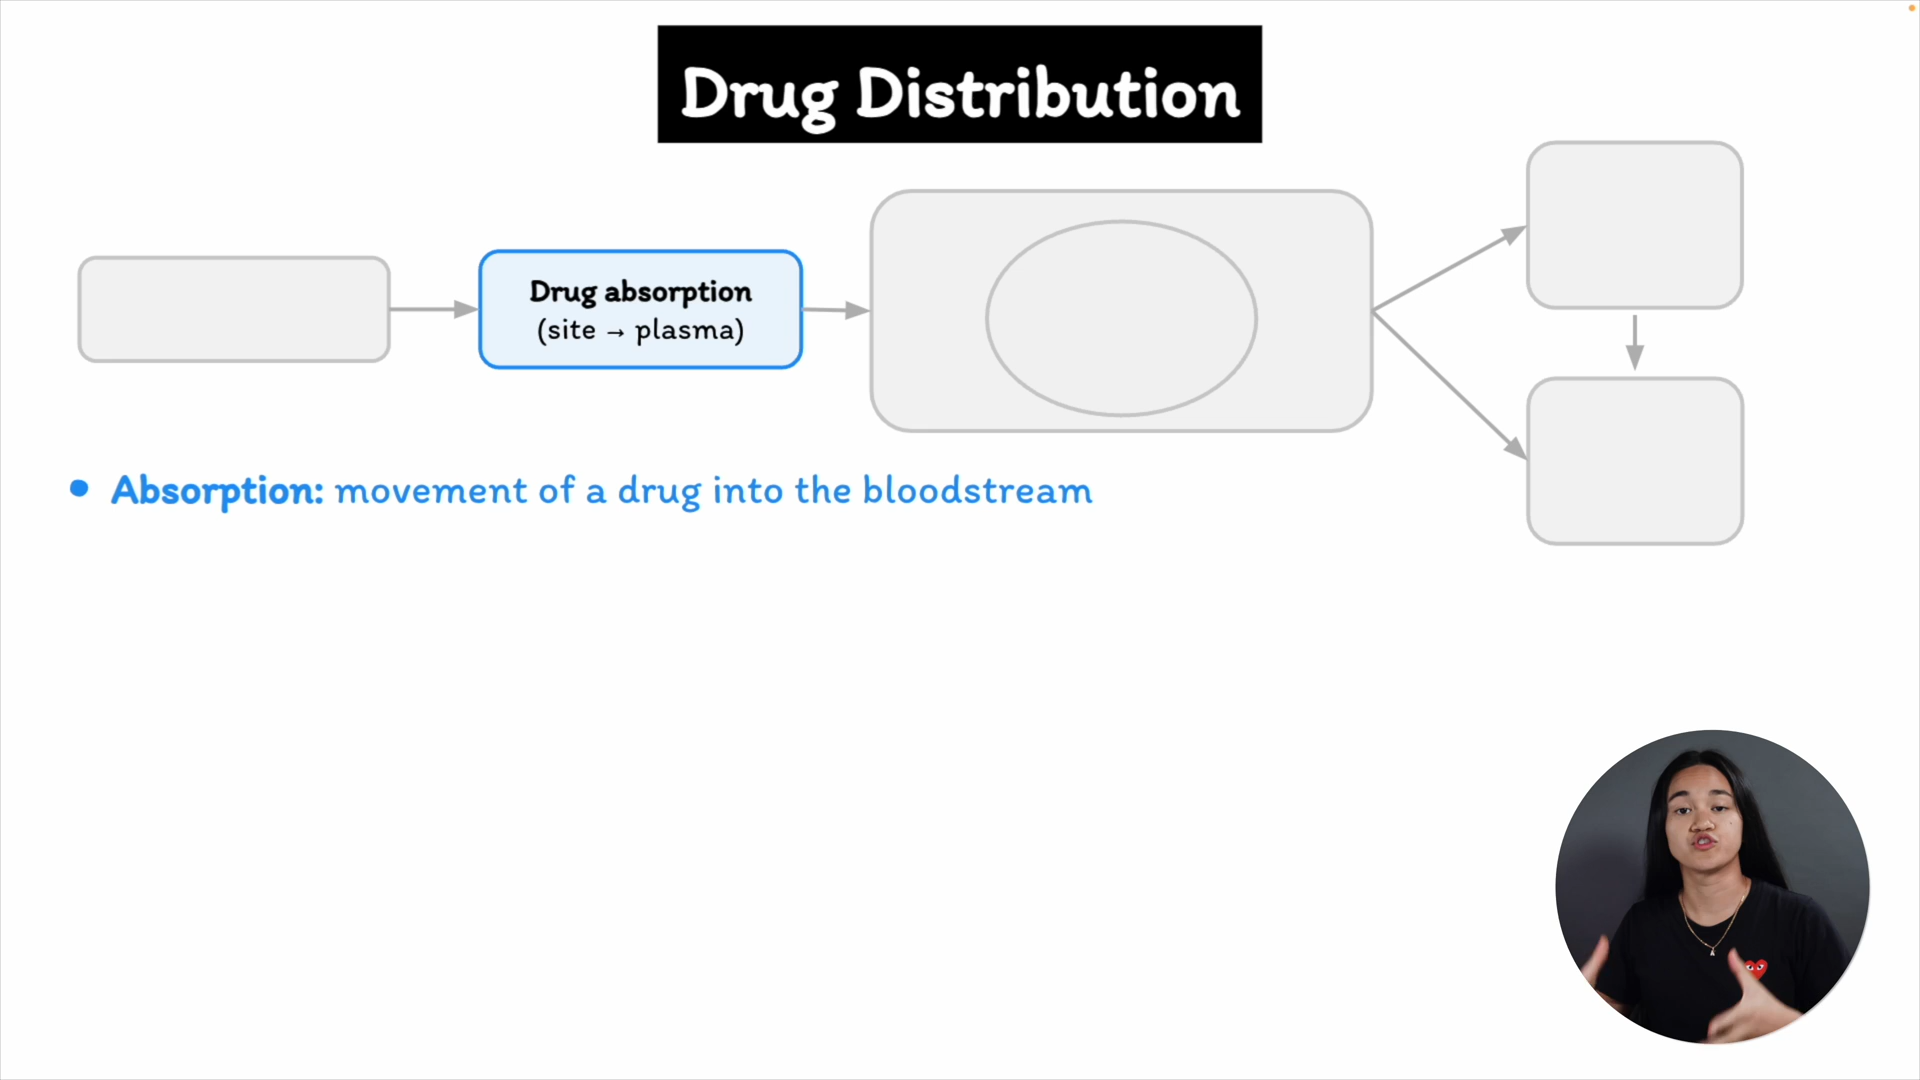 Drug Distribution
Drug absorption
(site → plasma)
• Absorption: movement of a drug into the bloodstream